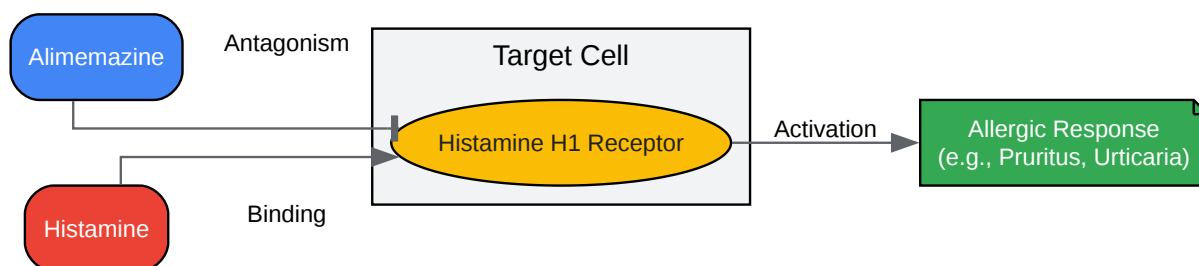 Alimemazine
Antagonism
Target Cell
Histamine H1 Receptor
Activation
Allergic Response
(e.g., Pruritus, Urticaria)
Binding
Histamine